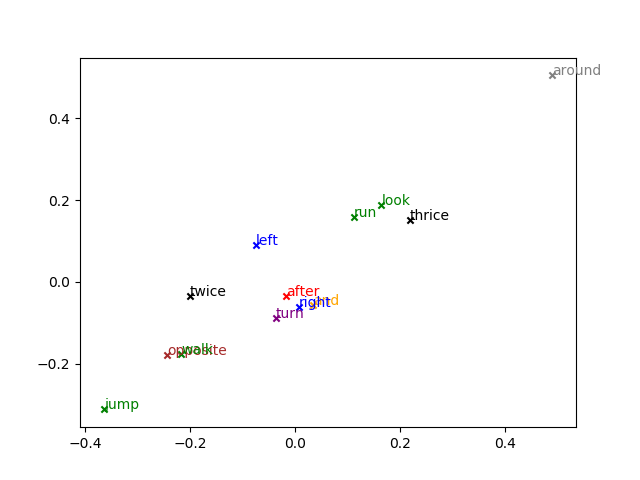 around
0.4
look
0.2
run
thrice
left
0.0
twice
after
and
right
turn
−0.2
opposite
walk
jump
−0.4
−0.2
0.0
0.2
0.4